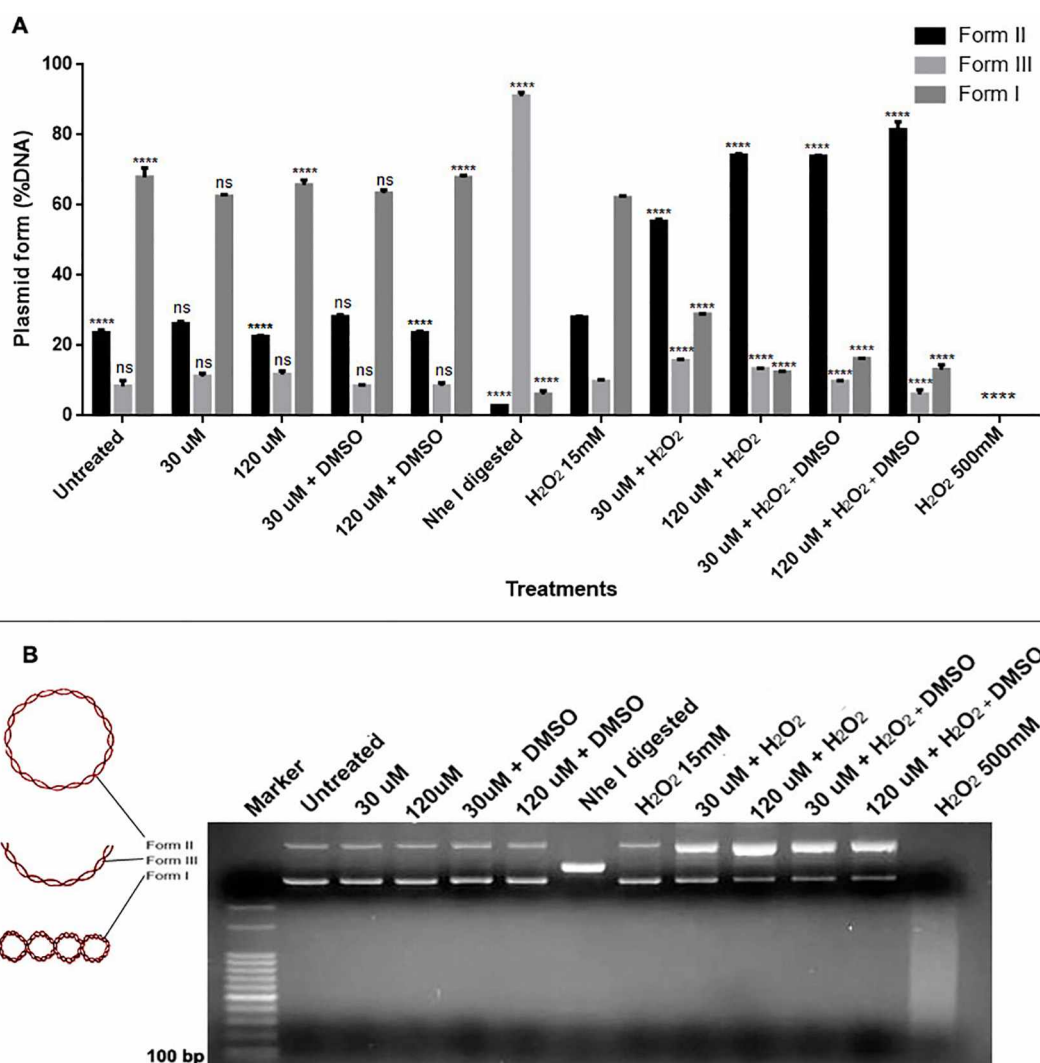 A
Form II
Form III
Form I
Plasmid form (%DNA)
100
80
60
40
20
0
**** ns ****
ns ns ns
**** ns ****
ns ns ns
**** ns ****
**** **** ****
**** **** ****
**** **** ****
**** **** ****
**** **** ****
****
Untreated
30 uM
120 uM
30 uM + DMSO
120 uM + DMSO
Nhe I digested
H₂O₂ 15mM
30 uM + H₂O₂
120 uM + H₂O₂
30 uM + H₂O₂ + DMSO
120 uM + H₂O₂ + DMSO
H₂O₂ 500mM
Treatments
B
Marker
Untreated
30 uM
120uM
30uM + DMSO
120 uM + DMSO
Nhe I digested
H₂O₂ 15mM
30 uM + H₂O₂
120 uM + H₂O₂
30 uM + H₂O₂ + DMSO
120 uM + H₂O₂ + DMSO
H₂O₂ 500mM
Form II
Form III
Form I
100 bp